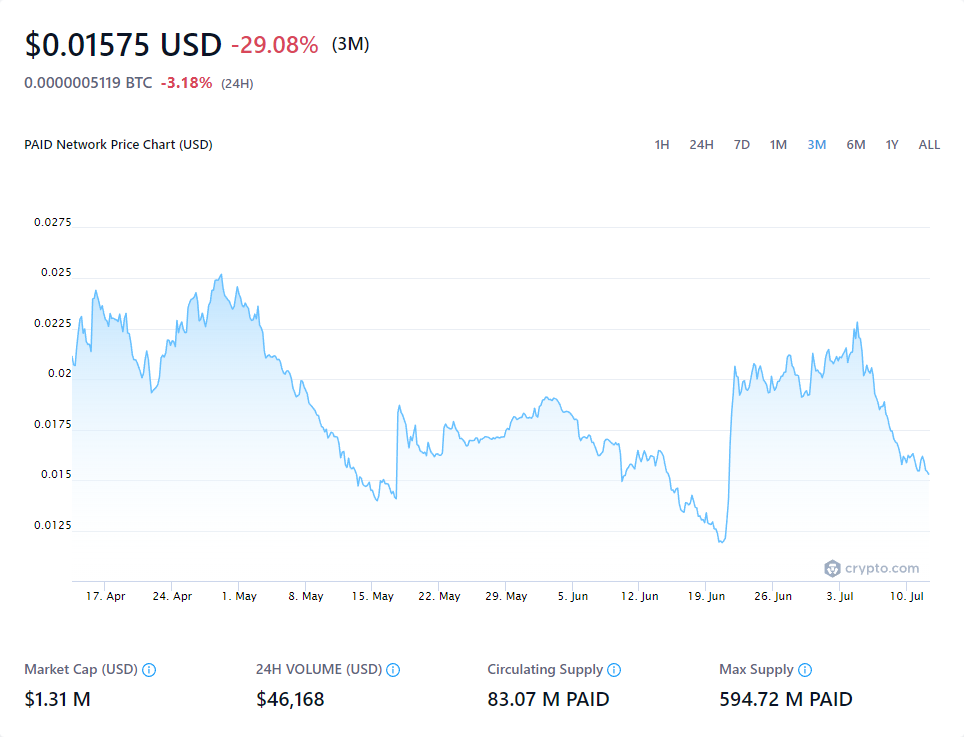 $0.01575 USD -29.08% (3M)
0.0000005119 BTC -3.18% (24H)
PAID Network Price Chart (USD) 1H 24H 7D 1M 3M 6M 1Y ALL
0.0275
0.025
0.0225
0.02
0.0175
0.015
0.0125
crypto.com
17. Apr 24. Apr 1. May 8. May 15. May 22. May 29. May 5. Jun 12. Jun 19. Jun 26. Jun 3. Jul 10. Jul
Market Cap (USD) 24H VOLUME (USD) Circulating Supply Max Supply
$1.31 M $46,168 83.07 M PAID 594.72 M PAID